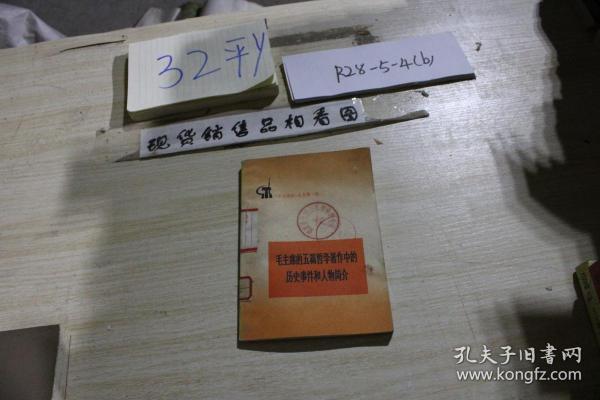 32平y
R28-5-4(b)
现货销售品相看图
毛主席的五篇哲学著作中的
历史事件和人物简介
孔夫子旧书网
www.kongfz.com